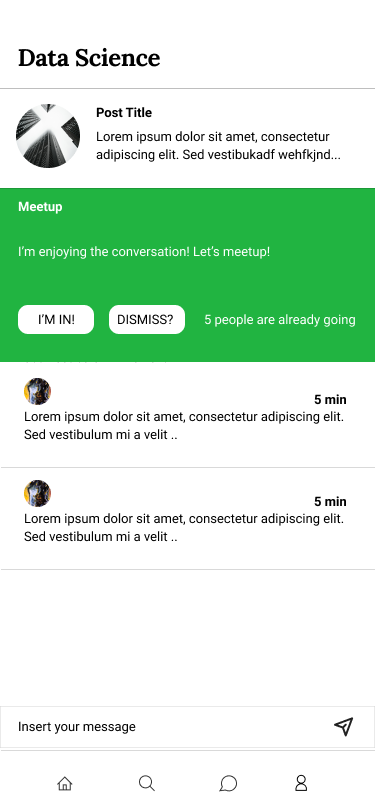 Data Science
Post Title
Lorem ipsum dolor sit amet, consectetur
adipiscing elit. Sed vestibukadf wehfkjnd...
Meetup
I'm enjoying the conversation! Let's meetup!
I'M IN!
DISMISS?
5 people are already going
5 min
Lorem ipsum dolor sit amet, consectetur adipiscing elit.
Sed vestibulum mi a velit ..
5 min
Lorem ipsum dolor sit amet, consectetur adipiscing elit.
Sed vestibulum mi a velit ..
Insert your message